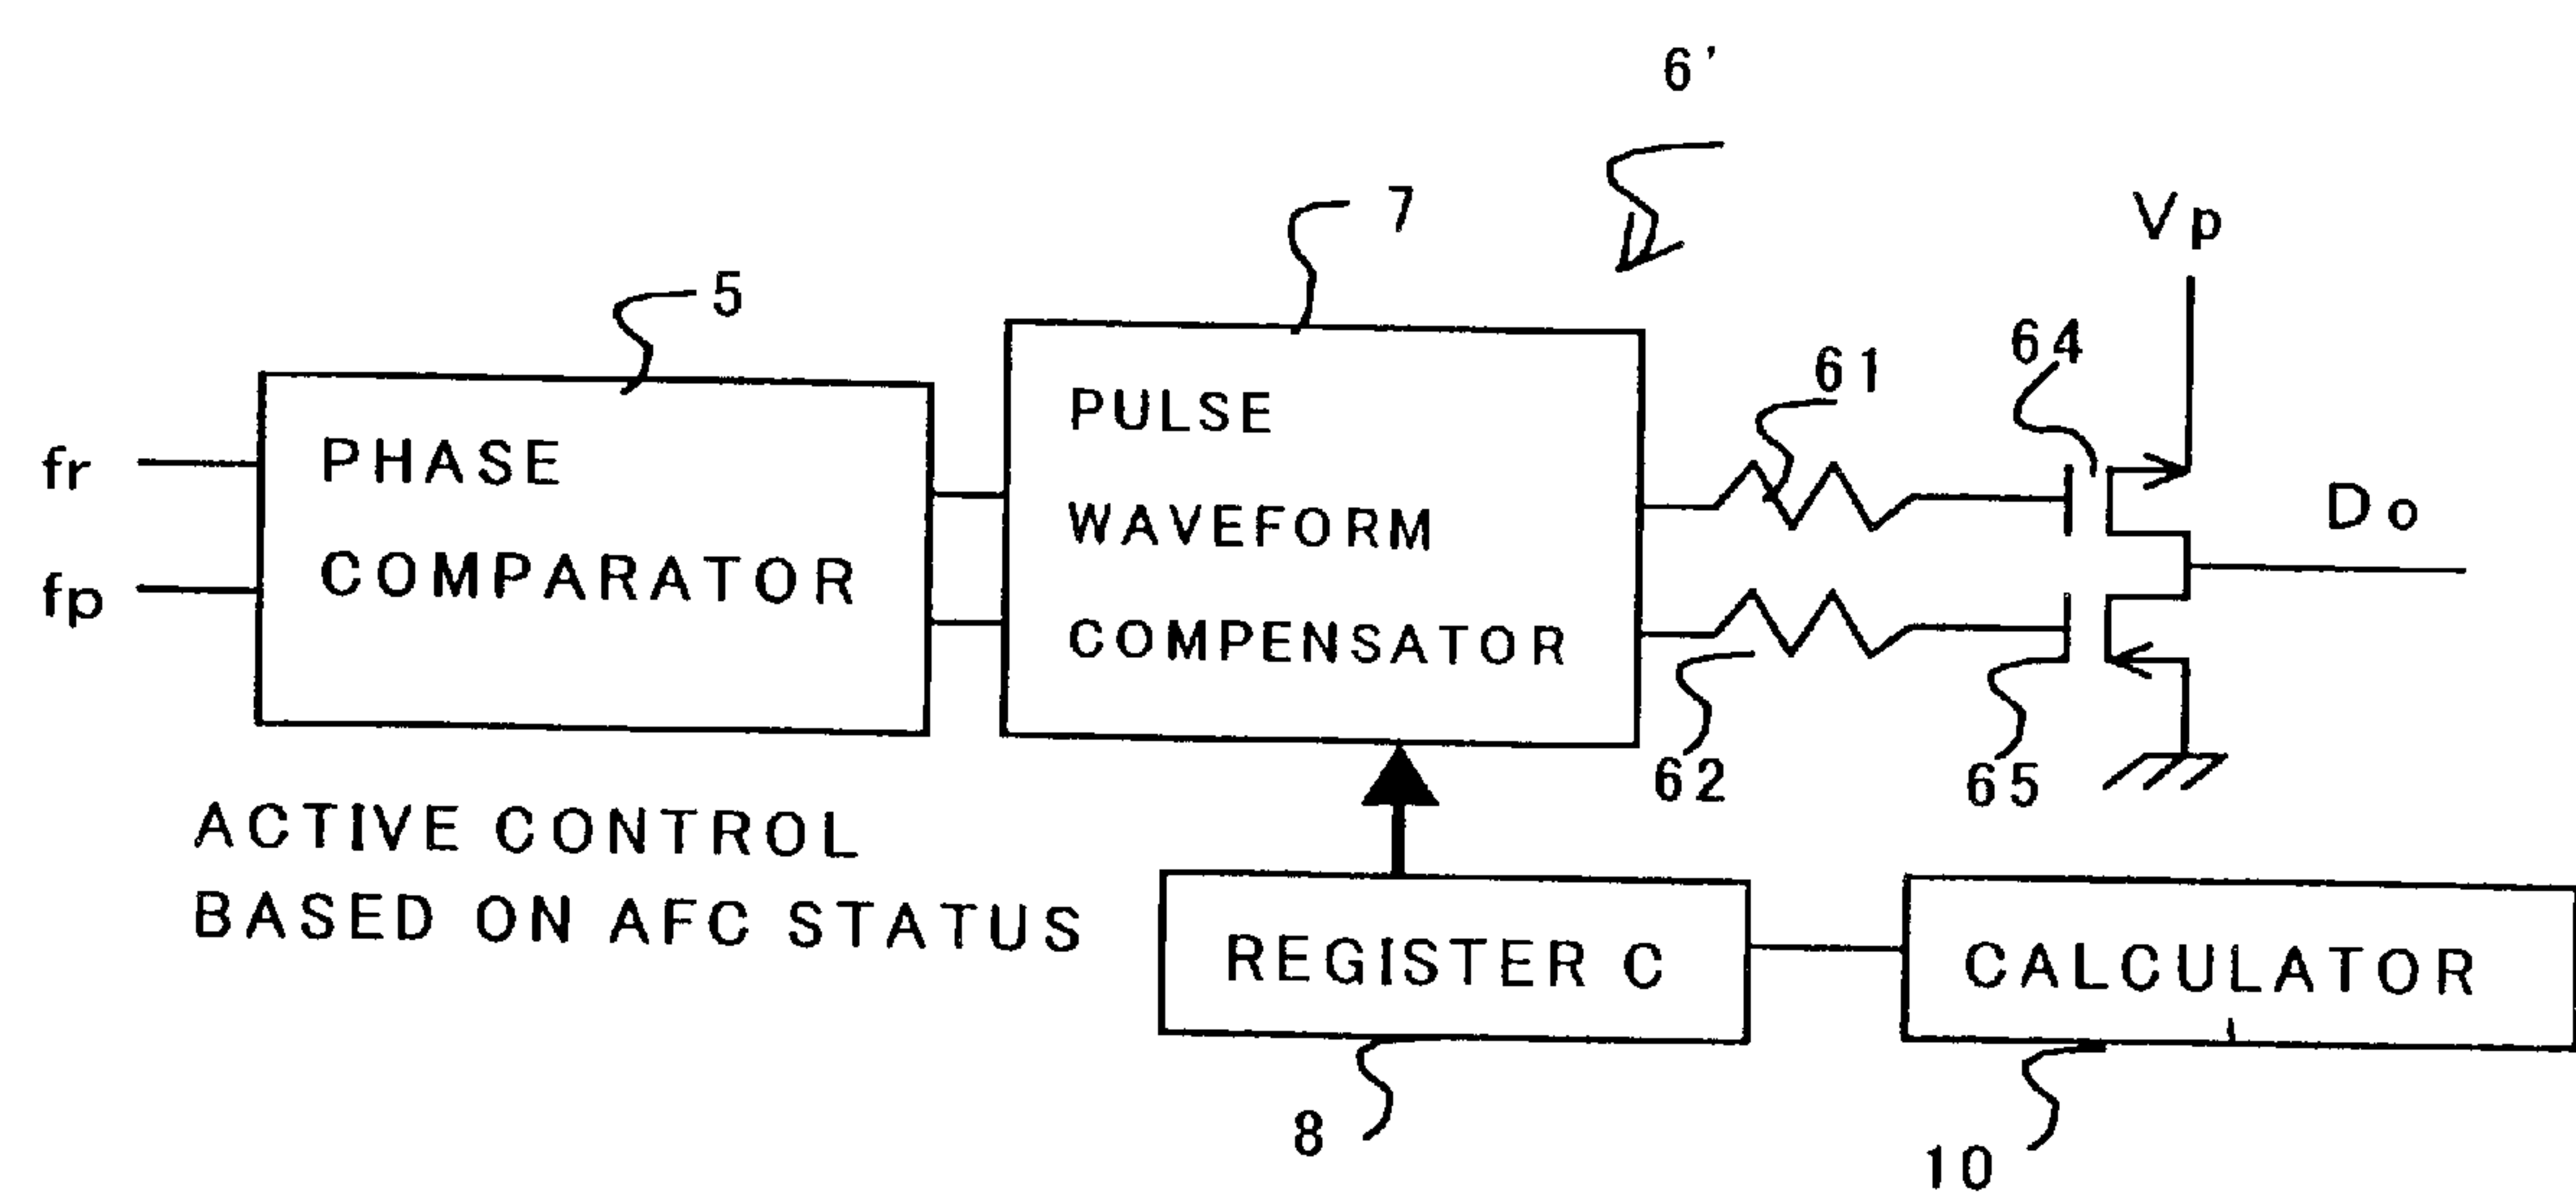 6'
7
Vp
5
64
61
PULSE
WAVEFORM
COMPENSATOR
fr
PHASE
COMPARATOR
fp
Do
62
65
ACTIVE CONTROL
BASED ON AFC STATUS
REGISTER C
CALCULATOR
8
10